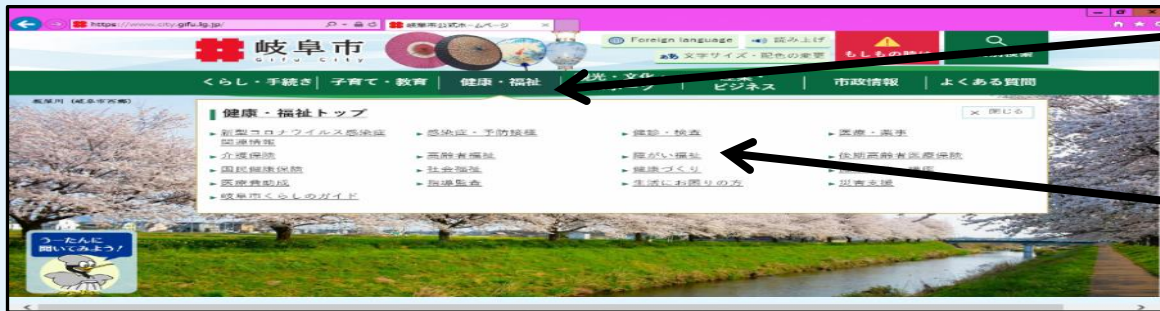 https://www.city.gifu.lg.jp/
岐阜市公式ホームページ
岐阜市
Gifu City
Foreign language
読み上げ
ああ 文字サイズ・配色の変更
もしもの時
くらし・手続き
子育て・教育
健康・福祉
ビジネス
市政情報
よくある質問
健康・福祉トップ
× 閉じる
新型コロナウイルス感染症関連情報
感染症・予防接種
健診・検査
医療・薬事
介護保険
高齢者福祉
障がい福祉
後期高齢者医療保険
国民健康保険
社会福祉
健康づくり
医療費助成
指導監査
生活にお困りの方
災害支援
岐阜市くらしのガイド
うーたんに
聞いてみよう!